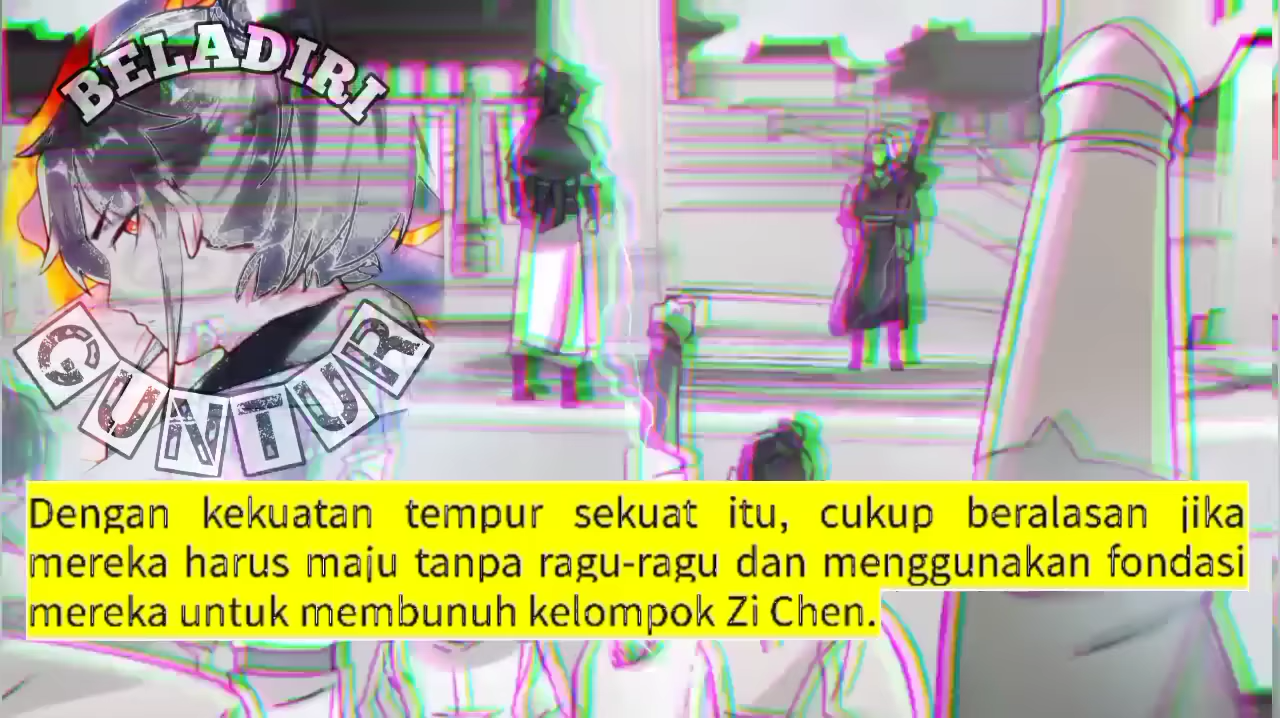 BELADIRI
GUNTUR
Dengan kekuatan tempur sekuat itu, cukup beralasan jika
mereka harus maju tanpa ragu-ragu dan menggunakan fondasi
mereka untuk membunuh kelompok Zi Chen.